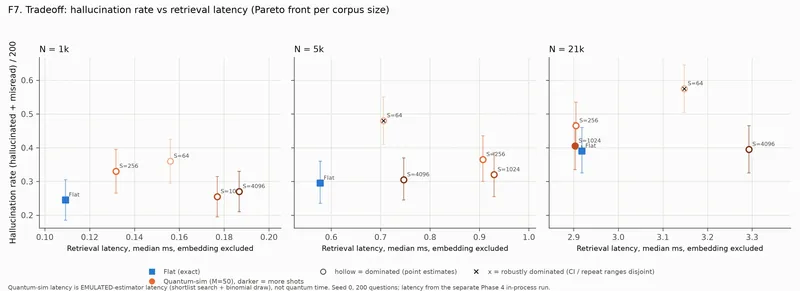 F7. Tradeoff: hallucination rate vs retrieval latency (Pareto front per corpus size)
N = 1k
N = 5k
N = 21k
Hallucination rate (hallucinated + misread) / 200
0.6
0.5
0.4
0.3
0.2
S=64
S=256
Flat
S=4096
S=64
S=256
S=1024
Flat
S=4096
S=64
S=256
S=1024
Flat
S=4096
0.10 0.12 0.14 0.16 0.18 0.20
0.6 0.7 0.8 0.9 1.0
2.9 3.0 3.1 3.2 3.3
Retrieval latency, median ms, embedding excluded
Retrieval latency, median ms, embedding excluded
Retrieval latency, median ms, embedding excluded
Flat (exact)
Quantum-sim (M=50), darker = more shots
hollow = dominated (point estimates)
x = robustly dominated (CI / repeat ranges disjoint)
Quantum-sim latency is EMULATED-estimator latency (shortlist search + binomial draw), not quantum time. Seed 0, 200 questions; latency from the separate Phase 4 in-process run.